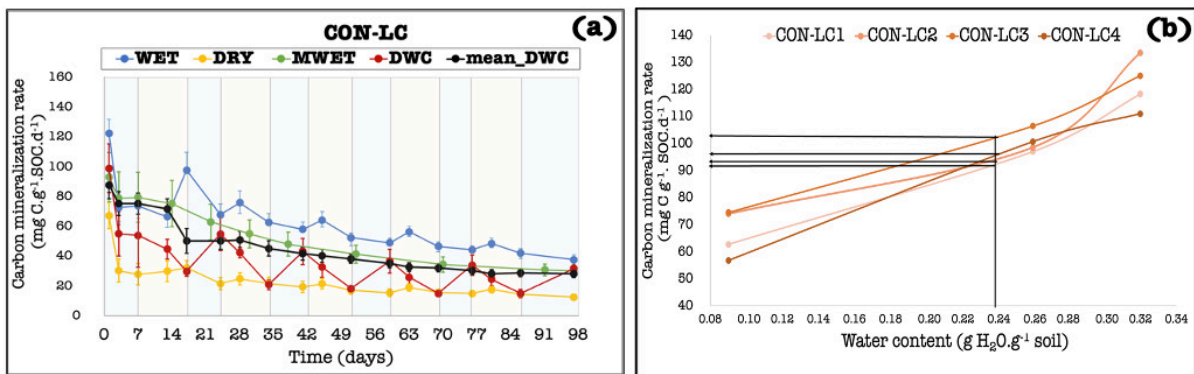 CON-LC
(a)
WET DRY MWET DWC mean_DWC
Carbon mineralization rate
(mg C.g⁻¹.SOC.d⁻¹)
160
140
120
100
80
60
40
20
0
0 7 14 21 24 28 35 42 48 52 60 63 70 77 84 91 98
Time (days)
(b)
CON-LC1 CON-LC2 CON-LC3 CON-LC4
Carbon mineralization rate
(mg C g⁻¹. SOC.d⁻¹)
140
130
120
110
100
90
80
70
60
50
40
0.08 0.10 0.12 0.14 0.16 0.18 0.20 0.22 0.24 0.26 0.28 0.30 0.32 0.34
Water content (g H₂O.g⁻¹ soil)